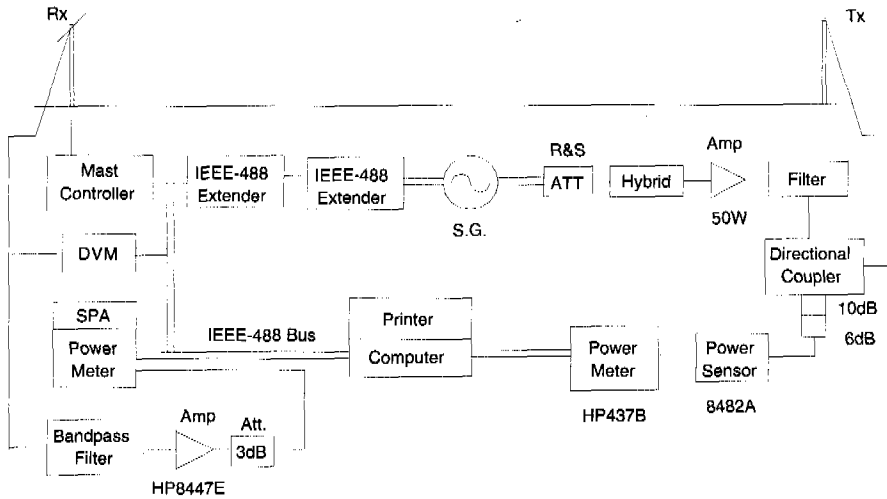 Rx
Tx
Mast
Controller
IEEE-488
Extender
IEEE-488
Extender
S.G.
R&S
ATT
Hybrid
Amp
50W
Filter
DVM
Directional
Coupler
10dB
6dB
SPA
Power
Meter
IEEE-488 Bus
Printer
Computer
Power
Meter
HP437B
Power
Sensor
8482A
Bandpass
Filter
Amp
HP8447E
Att.
3dB